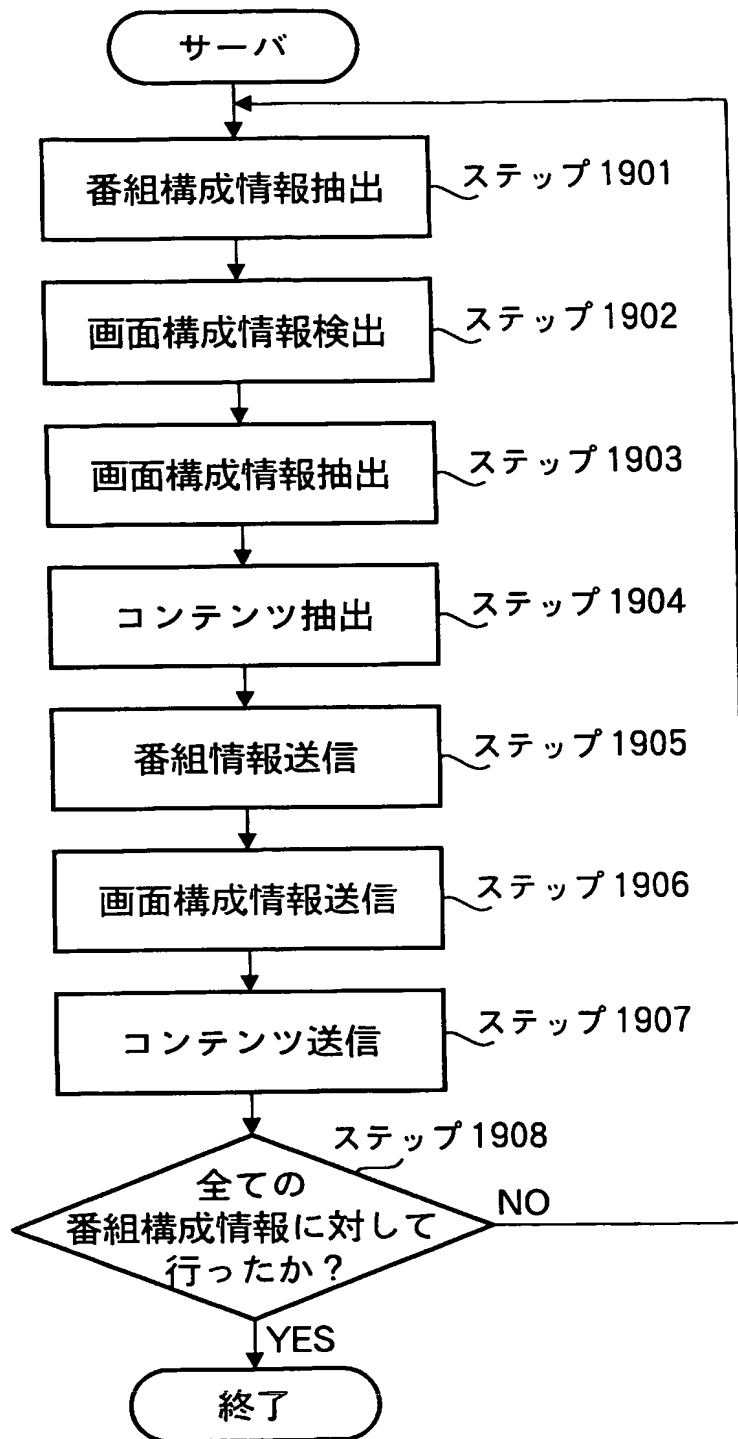 サーバ
番組構成情報抽出
ステップ1901
画面構成情報検出
ステップ1902
画面構成情報抽出
ステップ1903
コンテンツ抽出
ステップ1904
番組情報送信
ステップ1905
画面構成情報送信
ステップ1906
コンテンツ送信
ステップ1907
ステップ1908
全ての
番組構成情報に対して
行ったか？
NO
YES
終了